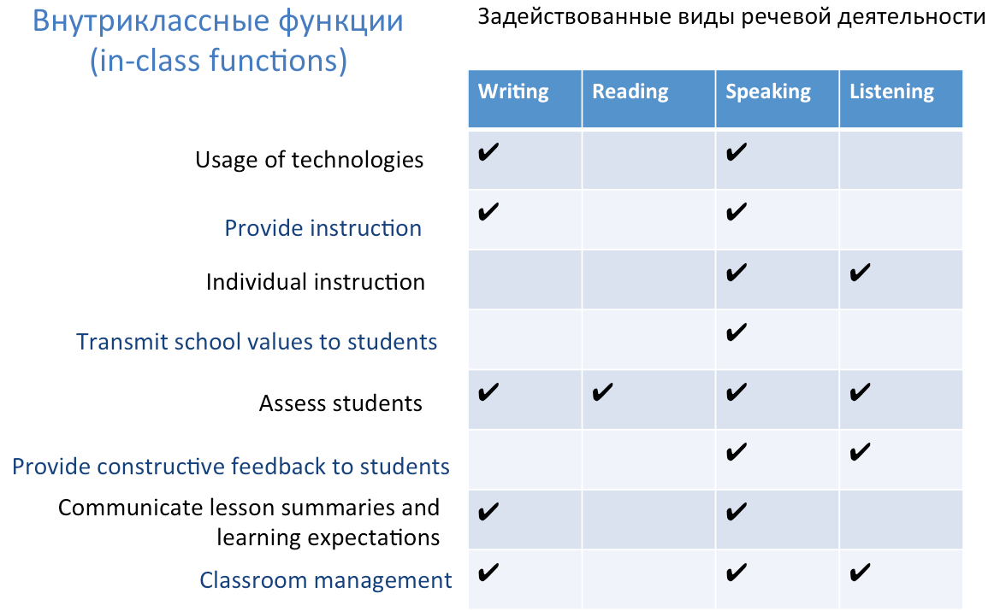 Внутриклассные функции
(in-class functions)
Задействованные виды речевой деятельности
Writing Reading Speaking Listening
Usage of technologies ✔ ✔
Provide instruction ✔ ✔
Individual instruction ✔ ✔
Transmit school values to students ✔
Assess students ✔ ✔ ✔ ✔
Provide constructive feedback to students ✔ ✔
Communicate lesson summaries and
learning expectations ✔ ✔
Classroom management ✔ ✔ ✔